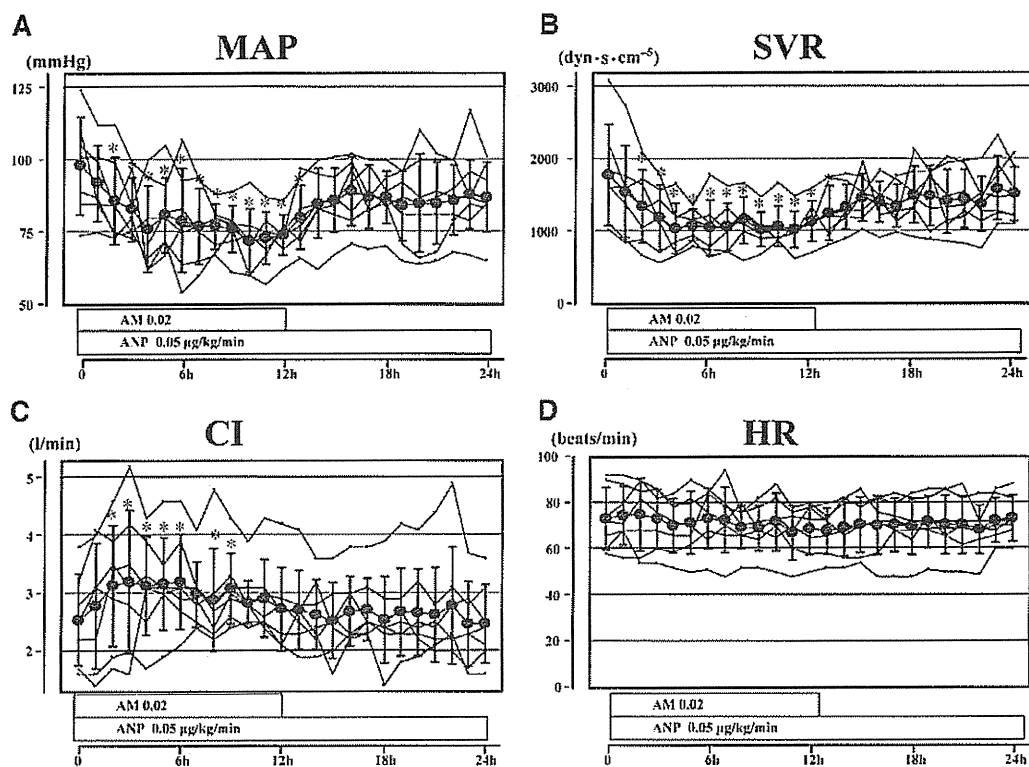 A
MAP
(mmHg)
125
100
75
50
* * * * * * * * * * * *
AM 0.02
ANP 0.05 µg/kg/min
0 6h 12h 18h 24h
B
SVR
(dyn·s·cm⁻⁵)
3000
2000
1000
0
* * * * * * * * * * *
AM 0.02
ANP 0.05 µg/kg/min
0 6h 12h 18h 24h
C
CI
(l/min)
5
4
3
2
* * * * * * *
AM 0.02
ANP 0.05 µg/kg/min
0 6h 12h 18h 24h
D
HR
(beats/min)
100
80
60
40
20
0
AM 0.02
ANP 0.05 µg/kg/min
0 6h 12h 18h 24h